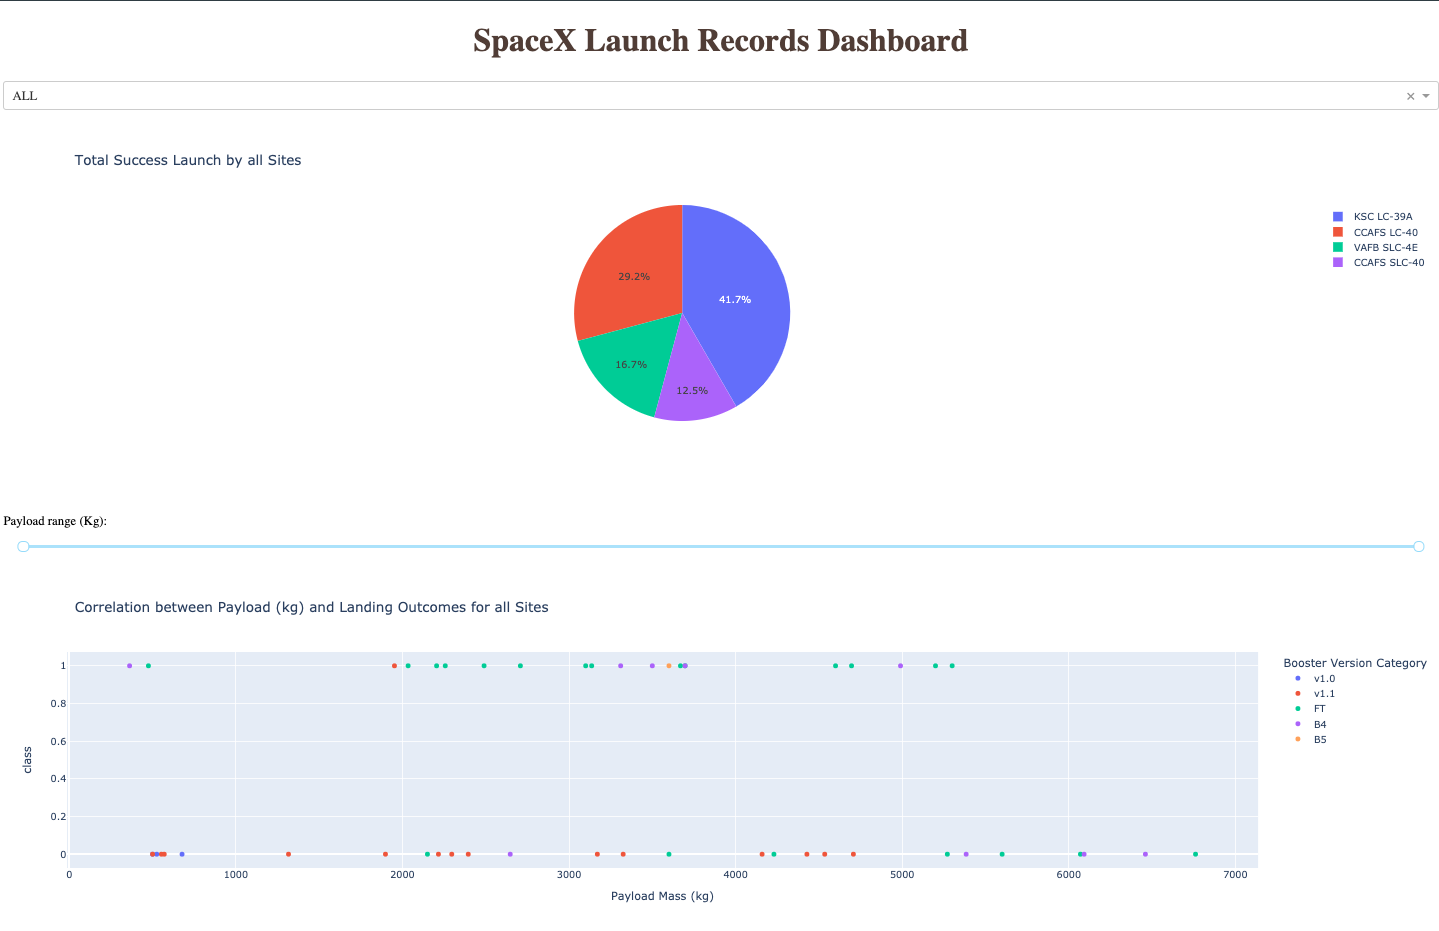 SpaceX Launch Records Dashboard
ALL
Total Success Launch by all Sites
KSC LC-39A
CCAFS LC-40
VAFB SLC-4E
CCAFS SLC-40
29.2%
41.7%
16.7%
12.5%
Payload range (Kg):
Correlation between Payload (kg) and Landing Outcomes for all Sites
Booster Version Category
v1.0
v1.1
FT
B4
B5
class
1
0.8
0.6
0.4
0.2
0
0 1000 2000 3000 4000 5000 6000 7000
Payload Mass (kg)